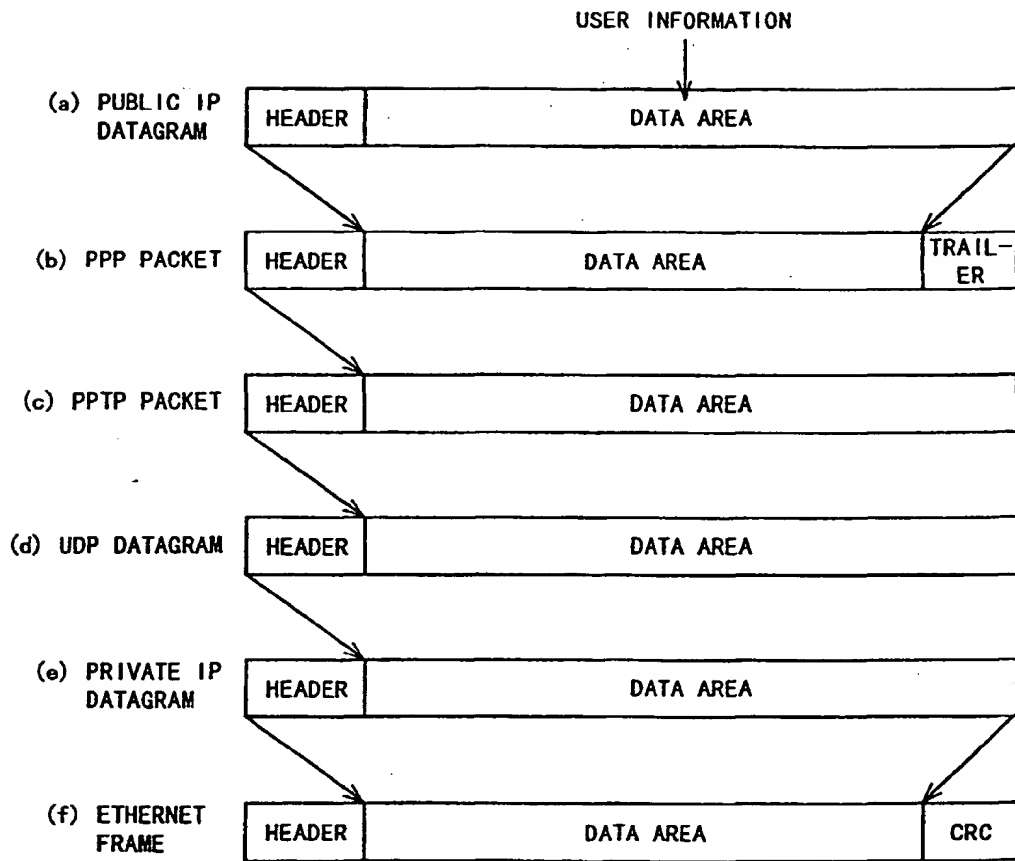 USER INFORMATION
(a) PUBLIC IP
DATAGRAM
HEADER
DATA AREA
(b) PPP PACKET
HEADER
DATA AREA
TRAIL-
ER
(c) PPTP PACKET
HEADER
DATA AREA
(d) UDP DATAGRAM
HEADER
DATA AREA
(e) PRIVATE IP
DATAGRAM
HEADER
DATA AREA
(f) ETHERNET
FRAME
HEADER
DATA AREA
CRC